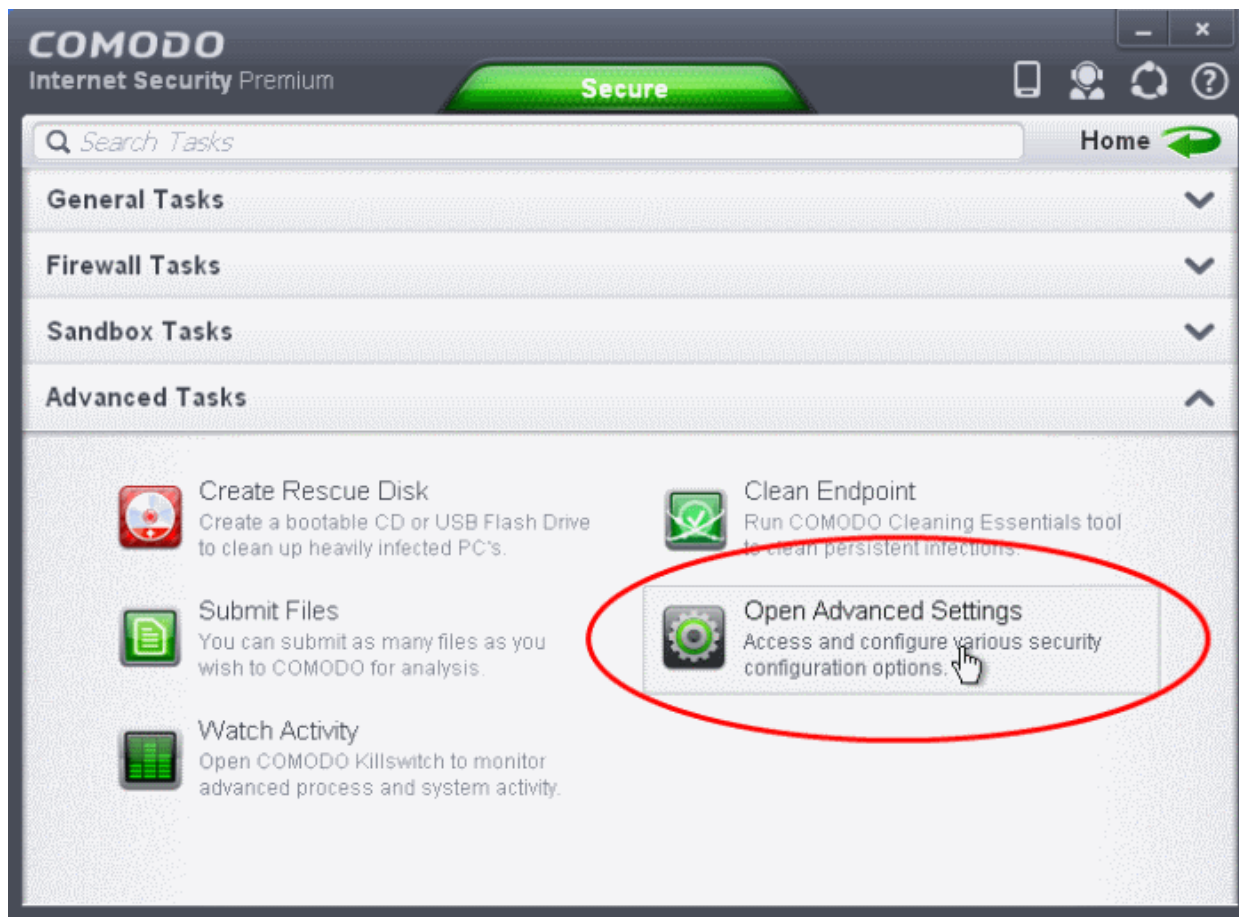 COMODO
Internet Security Premium
Secure
Search Tasks
Home
General Tasks
Firewall Tasks
Sandbox Tasks
Advanced Tasks
Create Rescue Disk
Create a bootable CD or USB Flash Drive
to clean up heavily infected PC's.
Clean Endpoint
Run COMODO Cleaning Essentials tool
to clean persistent infections.
Submit Files
You can submit as many files as you
wish to COMODO for analysis.
Open Advanced Settings
Access and configure various security
configuration options.
Watch Activity
Open COMODO Killswitch to monitor
advanced process and system activity.